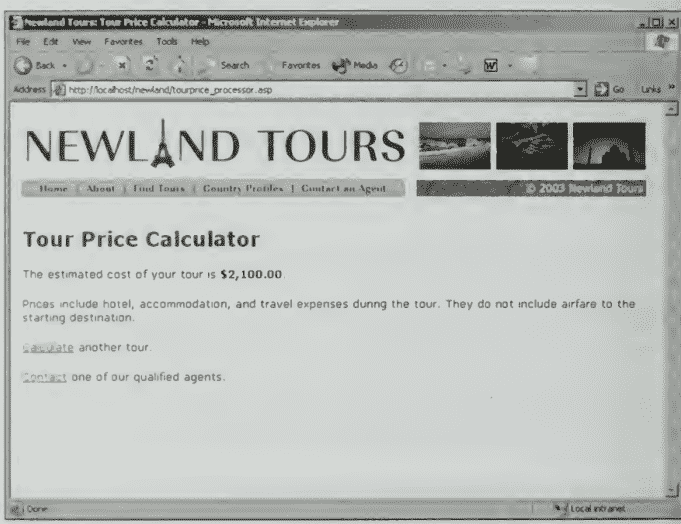 Newland Tours: Tour Price Calculator - Microsoft Internet Explorer
File Edit View Favorites Tools Help
Back Search Favorites Media
Address http://localhost/newland/tourprice_processor.asp Go Links »
NEWLAND TOURS
Home | About | Find Tours | Country Profiles | Contact an Agent
© 2003 Newland Tours
Tour Price Calculator
The estimated cost of your tour is $2,100.00.
Prices include hotel, accommodation, and travel expenses during the tour. They do not include airfare to the
starting destination.
Calculate another tour.
Contact one of our qualified agents.
Done Local intranet